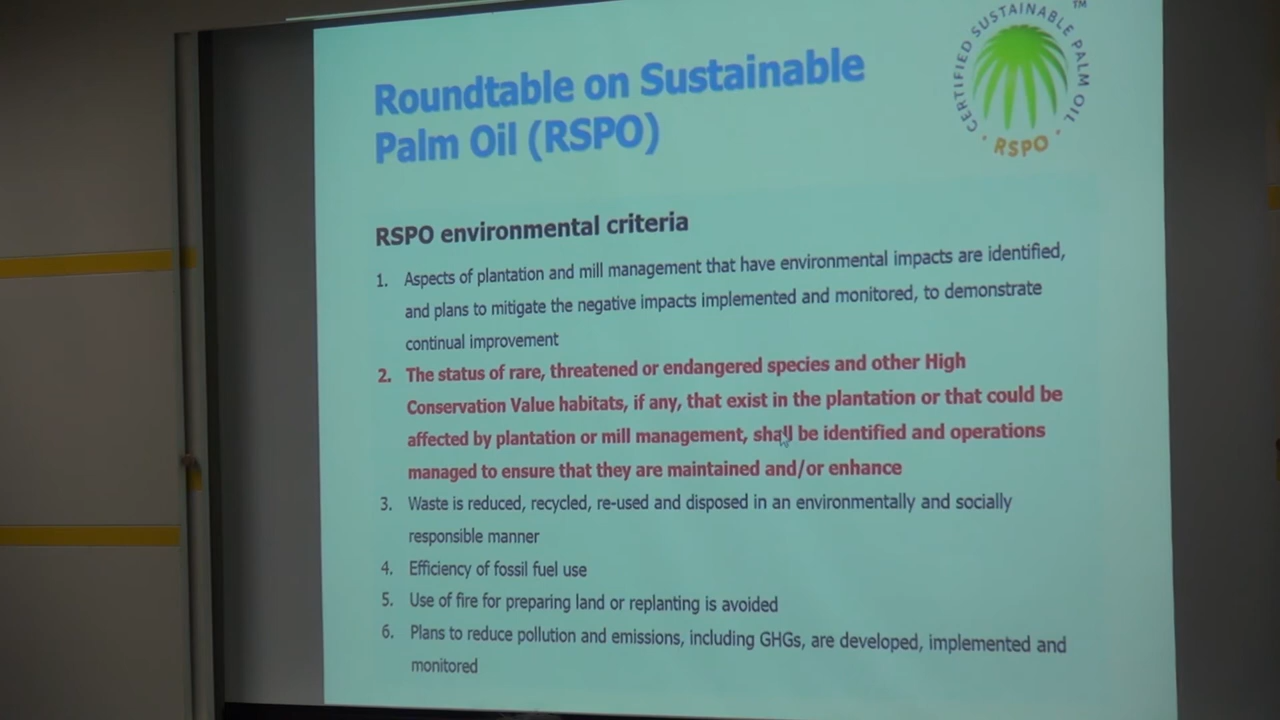 Roundtable on Sustainable
Palm Oil (RSPO)
CERTIFIED SUSTAINABLE PALM OIL ™
RSPO
RSPO environmental criteria
1. Aspects of plantation and mill management that have environmental impacts are identified,
and plans to mitigate the negative impacts implemented and monitored, to demonstrate
continual improvement
2. The status of rare, threatened or endangered species and other High
Conservation Value habitats, if any, that exist in the plantation or that could be
affected by plantation or mill management, shall be identified and operations
managed to ensure that they are maintained and/or enhance
3. Waste is reduced, recycled, re-used and disposed in an environmentally and socially
responsible manner
4. Efficiency of fossil fuel use
5. Use of fire for preparing land or replanting is avoided
6. Plans to reduce pollution and emissions, including GHGs, are developed, implemented and
monitored